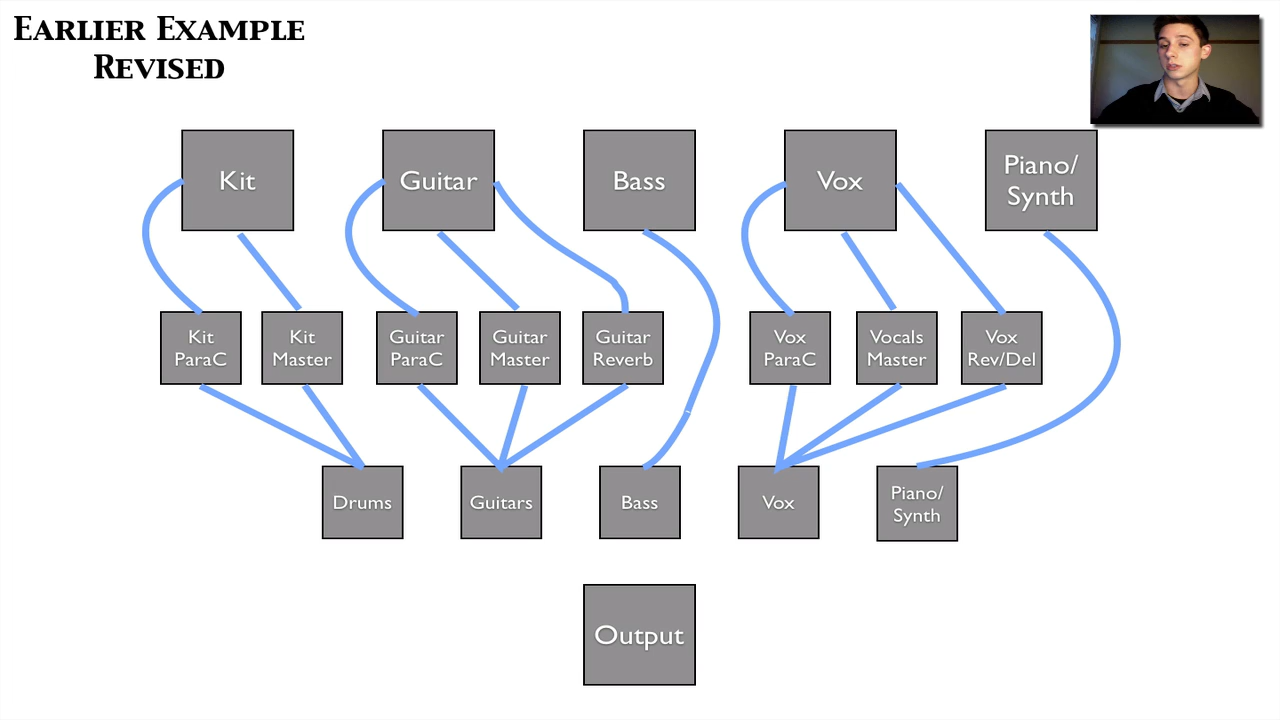 Earlier Example
Revised
Kit
Guitar
Bass
Vox
Piano/
Synth
Kit
ParaC
Kit
Master
Guitar
ParaC
Guitar
Master
Guitar
Reverb
Vox
ParaC
Vocals
Master
Vox
Rev/Del
Drums
Guitars
Bass
Vox
Piano/
Synth
Output